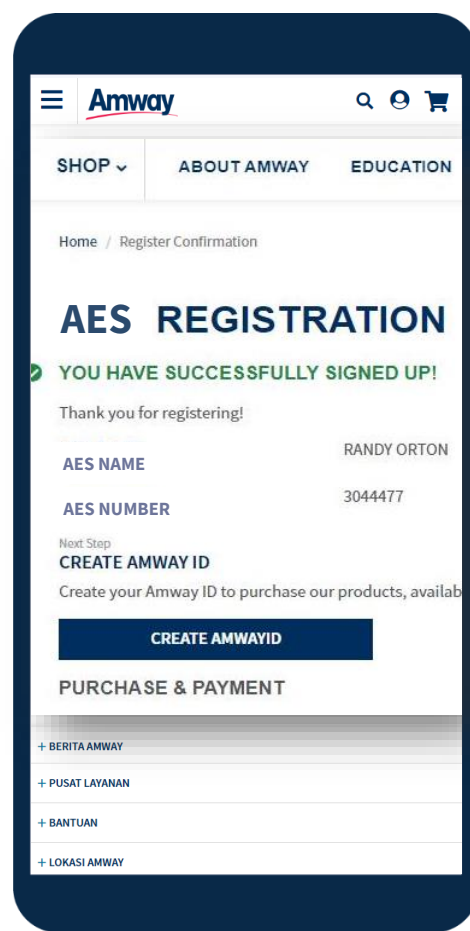 Amway
SHOP ABOUT AMWAY EDUCATION
Home / Register Confirmation
AES REGISTRATION
YOU HAVE SUCCESSFULLY SIGNED UP!
Thank you for registering!
AES NAME RANDY ORTON
AES NUMBER 3044477
Next Step
CREATE AMWAY ID
Create your Amway ID to purchase our products, availab
CREATE AMWAYID
PURCHASE & PAYMENT
+ BERITA AMWAY
+ PUSAT LAYANAN
+ BANTUAN
+ LOKASI AMWAY